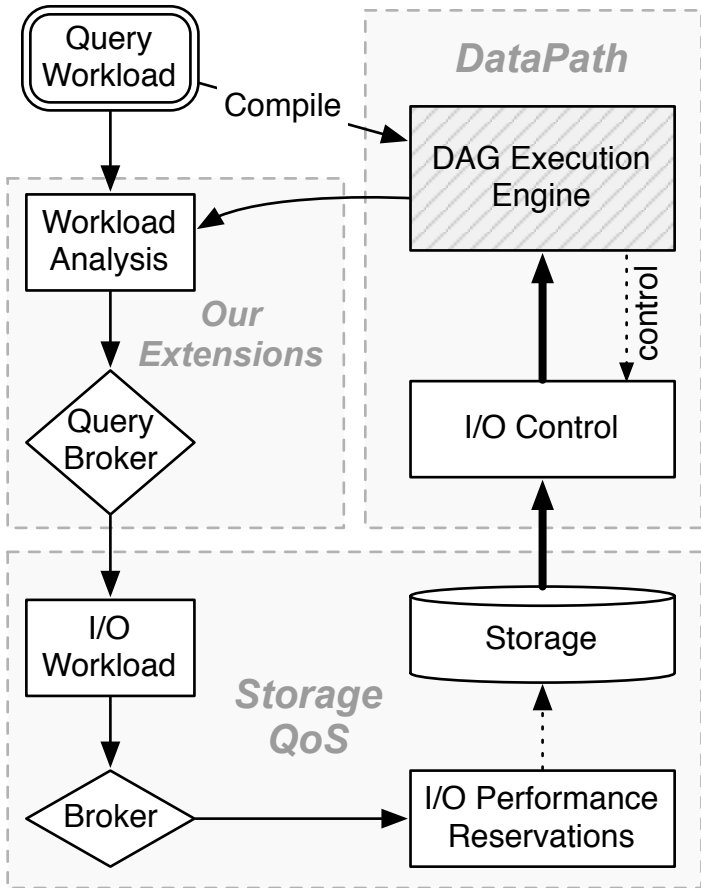 Query
Workload
DataPath
Compile
DAG Execution
Engine
Workload
Analysis
control
Our
Extensions
Query
Broker
I/O Control
I/O
Workload
Storage
Storage
QoS
Broker
I/O Performance
Reservations